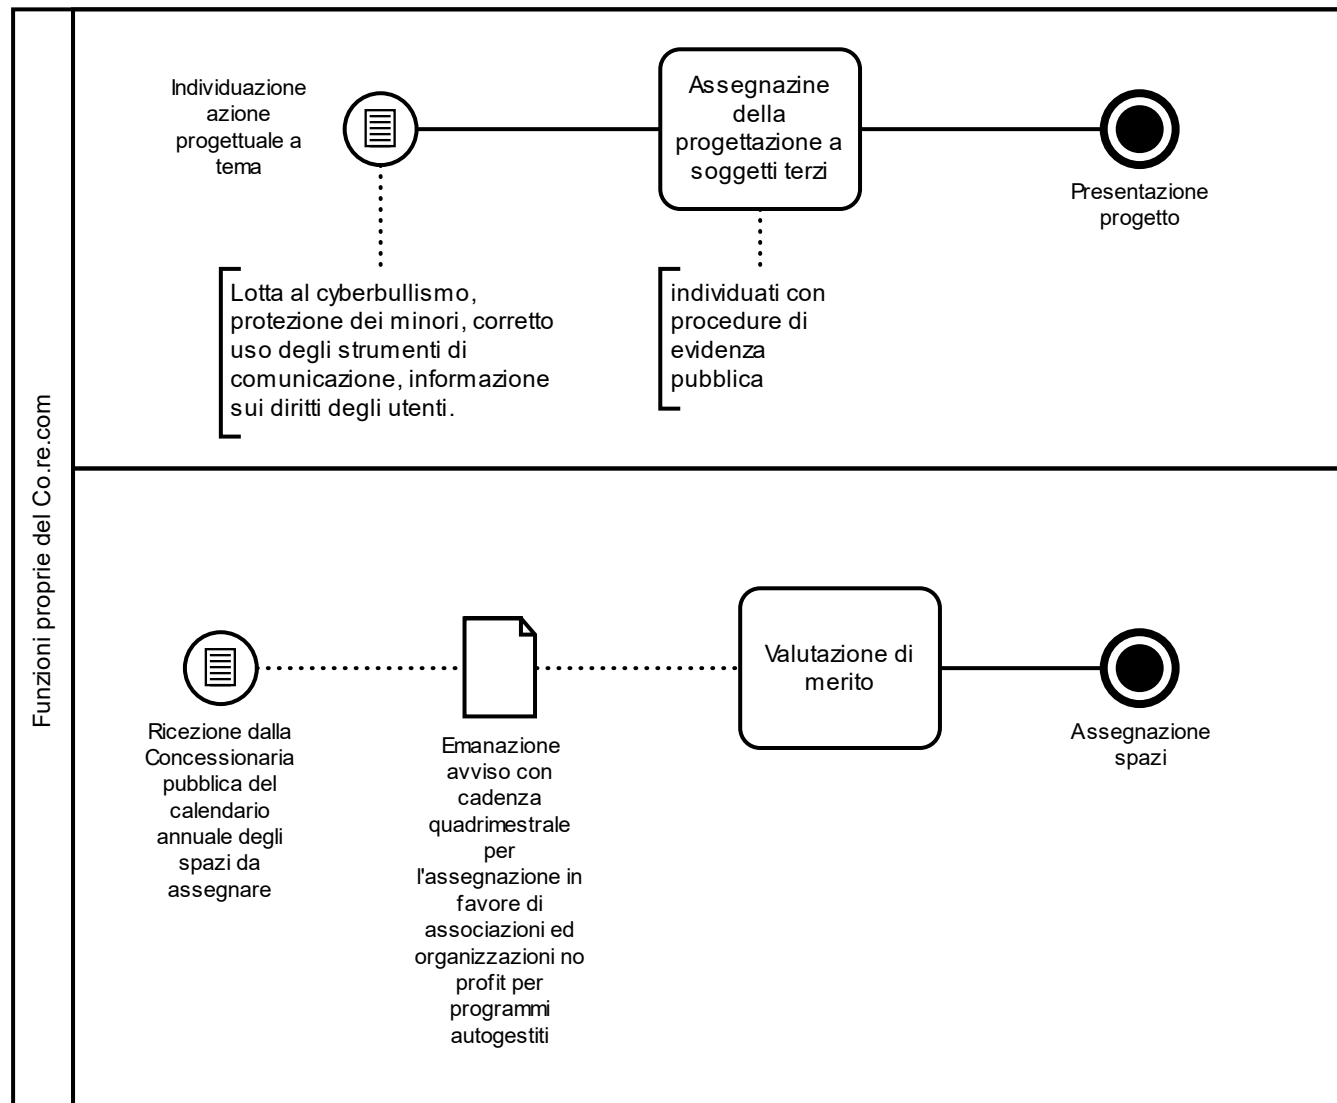 Funzioni proprie del Co.re.com
Individuazione
azione
progettuale a
tema
Assegnazine
della
progettazione a
soggetti terzi
Presentazione
progetto
Lotta al cyberbullismo,
protezione dei minori, corretto
uso degli strumenti di
comunicazione, informazione
sui diritti degli utenti.
individuati con
procedure di
evidenza
pubblica
Ricezione dalla
Concessionaria
pubblica del
calendario
annuale degli
spazi da
assegnare
Emanazione
avviso con
cadenza
quadrimestrale
per
l'assegnazione in
favore di
associazioni ed
organizzazioni no
profit per
programmi
autogestiti
Valutazione di
merito
Assegnazione
spazi